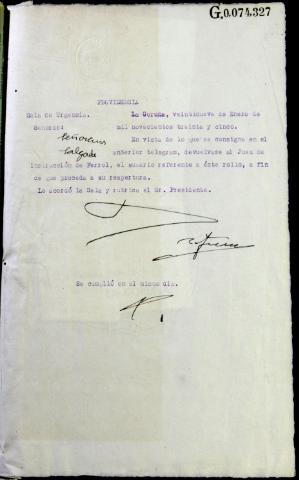 G.0.074.327
PROVIDENCIA
Sala de Urgencia. La Coruña, veintinueve de Enero de
Señores: mil novecientos treinta y cinco.
Señoranes En vista de lo que se consigna en el
Salgado anterior telegrama, devuelvase al Juez de
instrucción de Ferrol, el sumario referente a éste rollo, a fin
de que proceda a su reapertura.
Lo acordó la Sala y rubrica el Sr. Presidente.
Se cumplió en el mismo dia.